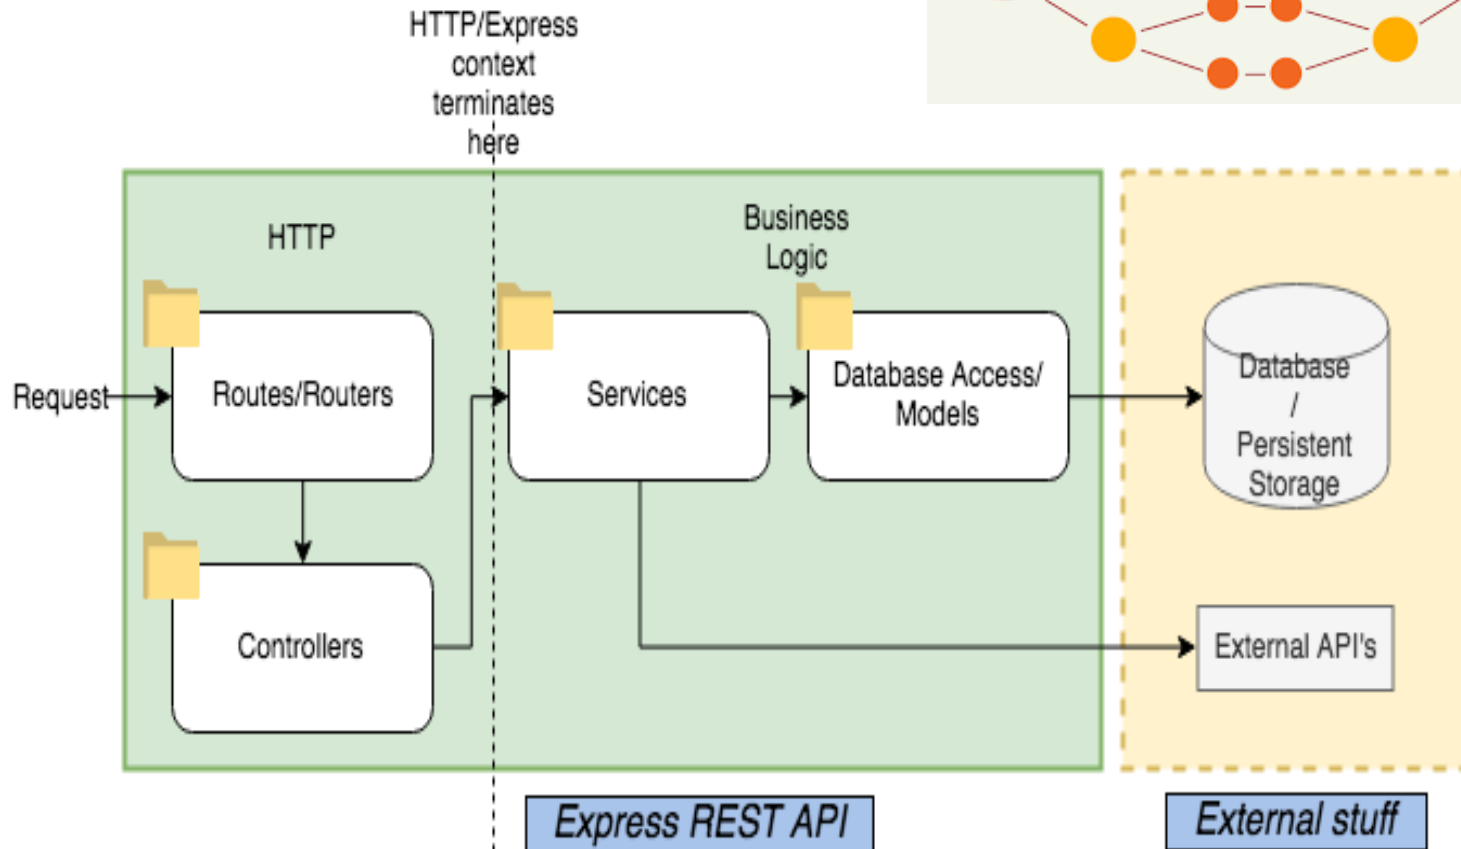 HTTP/Express
context
terminates
here
HTTP
Business
Logic
Request
Routes/Routers
Services
Database Access/
Models
Database
/
Persistent
Storage
Controllers
External API's
Express REST API
External stuff